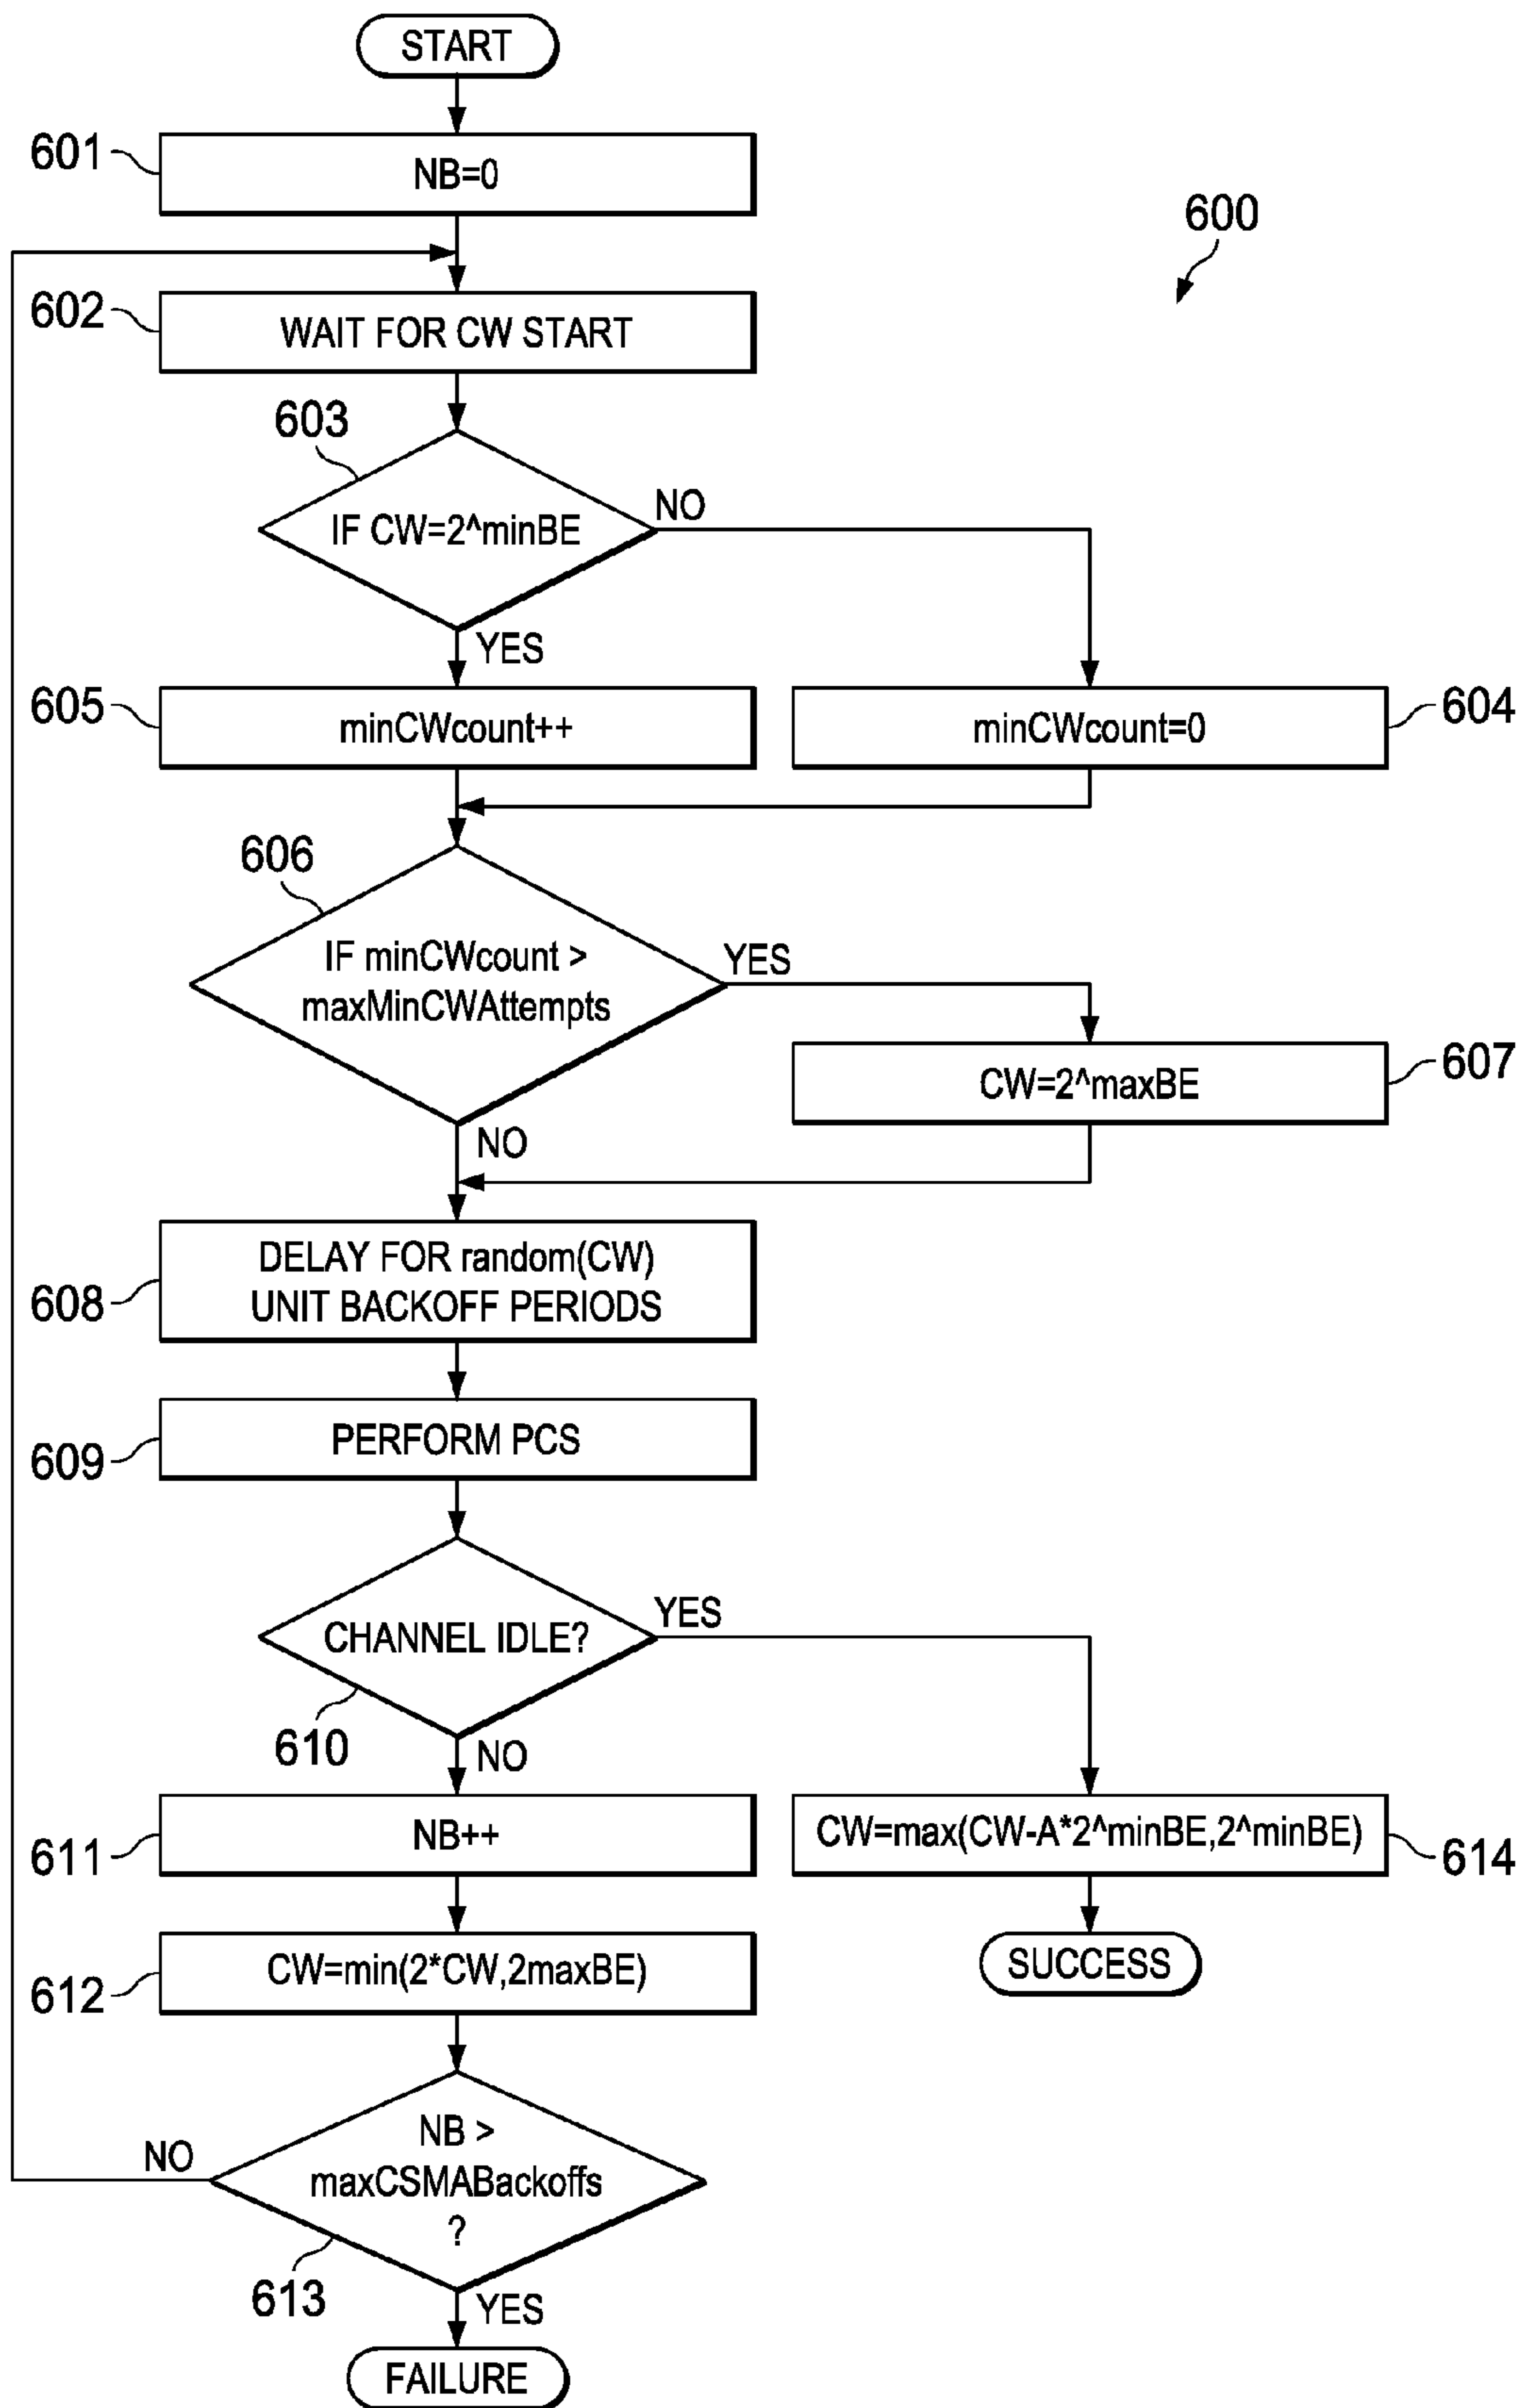 START
601
NB=0
600
602
WAIT FOR CW START
603
IF CW=2^minBE
NO
YES
605
minCWcount++
minCWcount=0
604
606
IF minCWcount >
maxMinCWAttempts
YES
CW=2^maxBE
607
NO
608
DELAY FOR random(CW)
UNIT BACKOFF PERIODS
609
PERFORM PCS
CHANNEL IDLE?
YES
610
NO
611
NB++
CW=max(CW-A*2^minBE,2^minBE)
614
612
CW=min(2*CW,2maxBE)
SUCCESS
NO
NB >
maxCSMABackoffs
?
613
YES
FAILURE